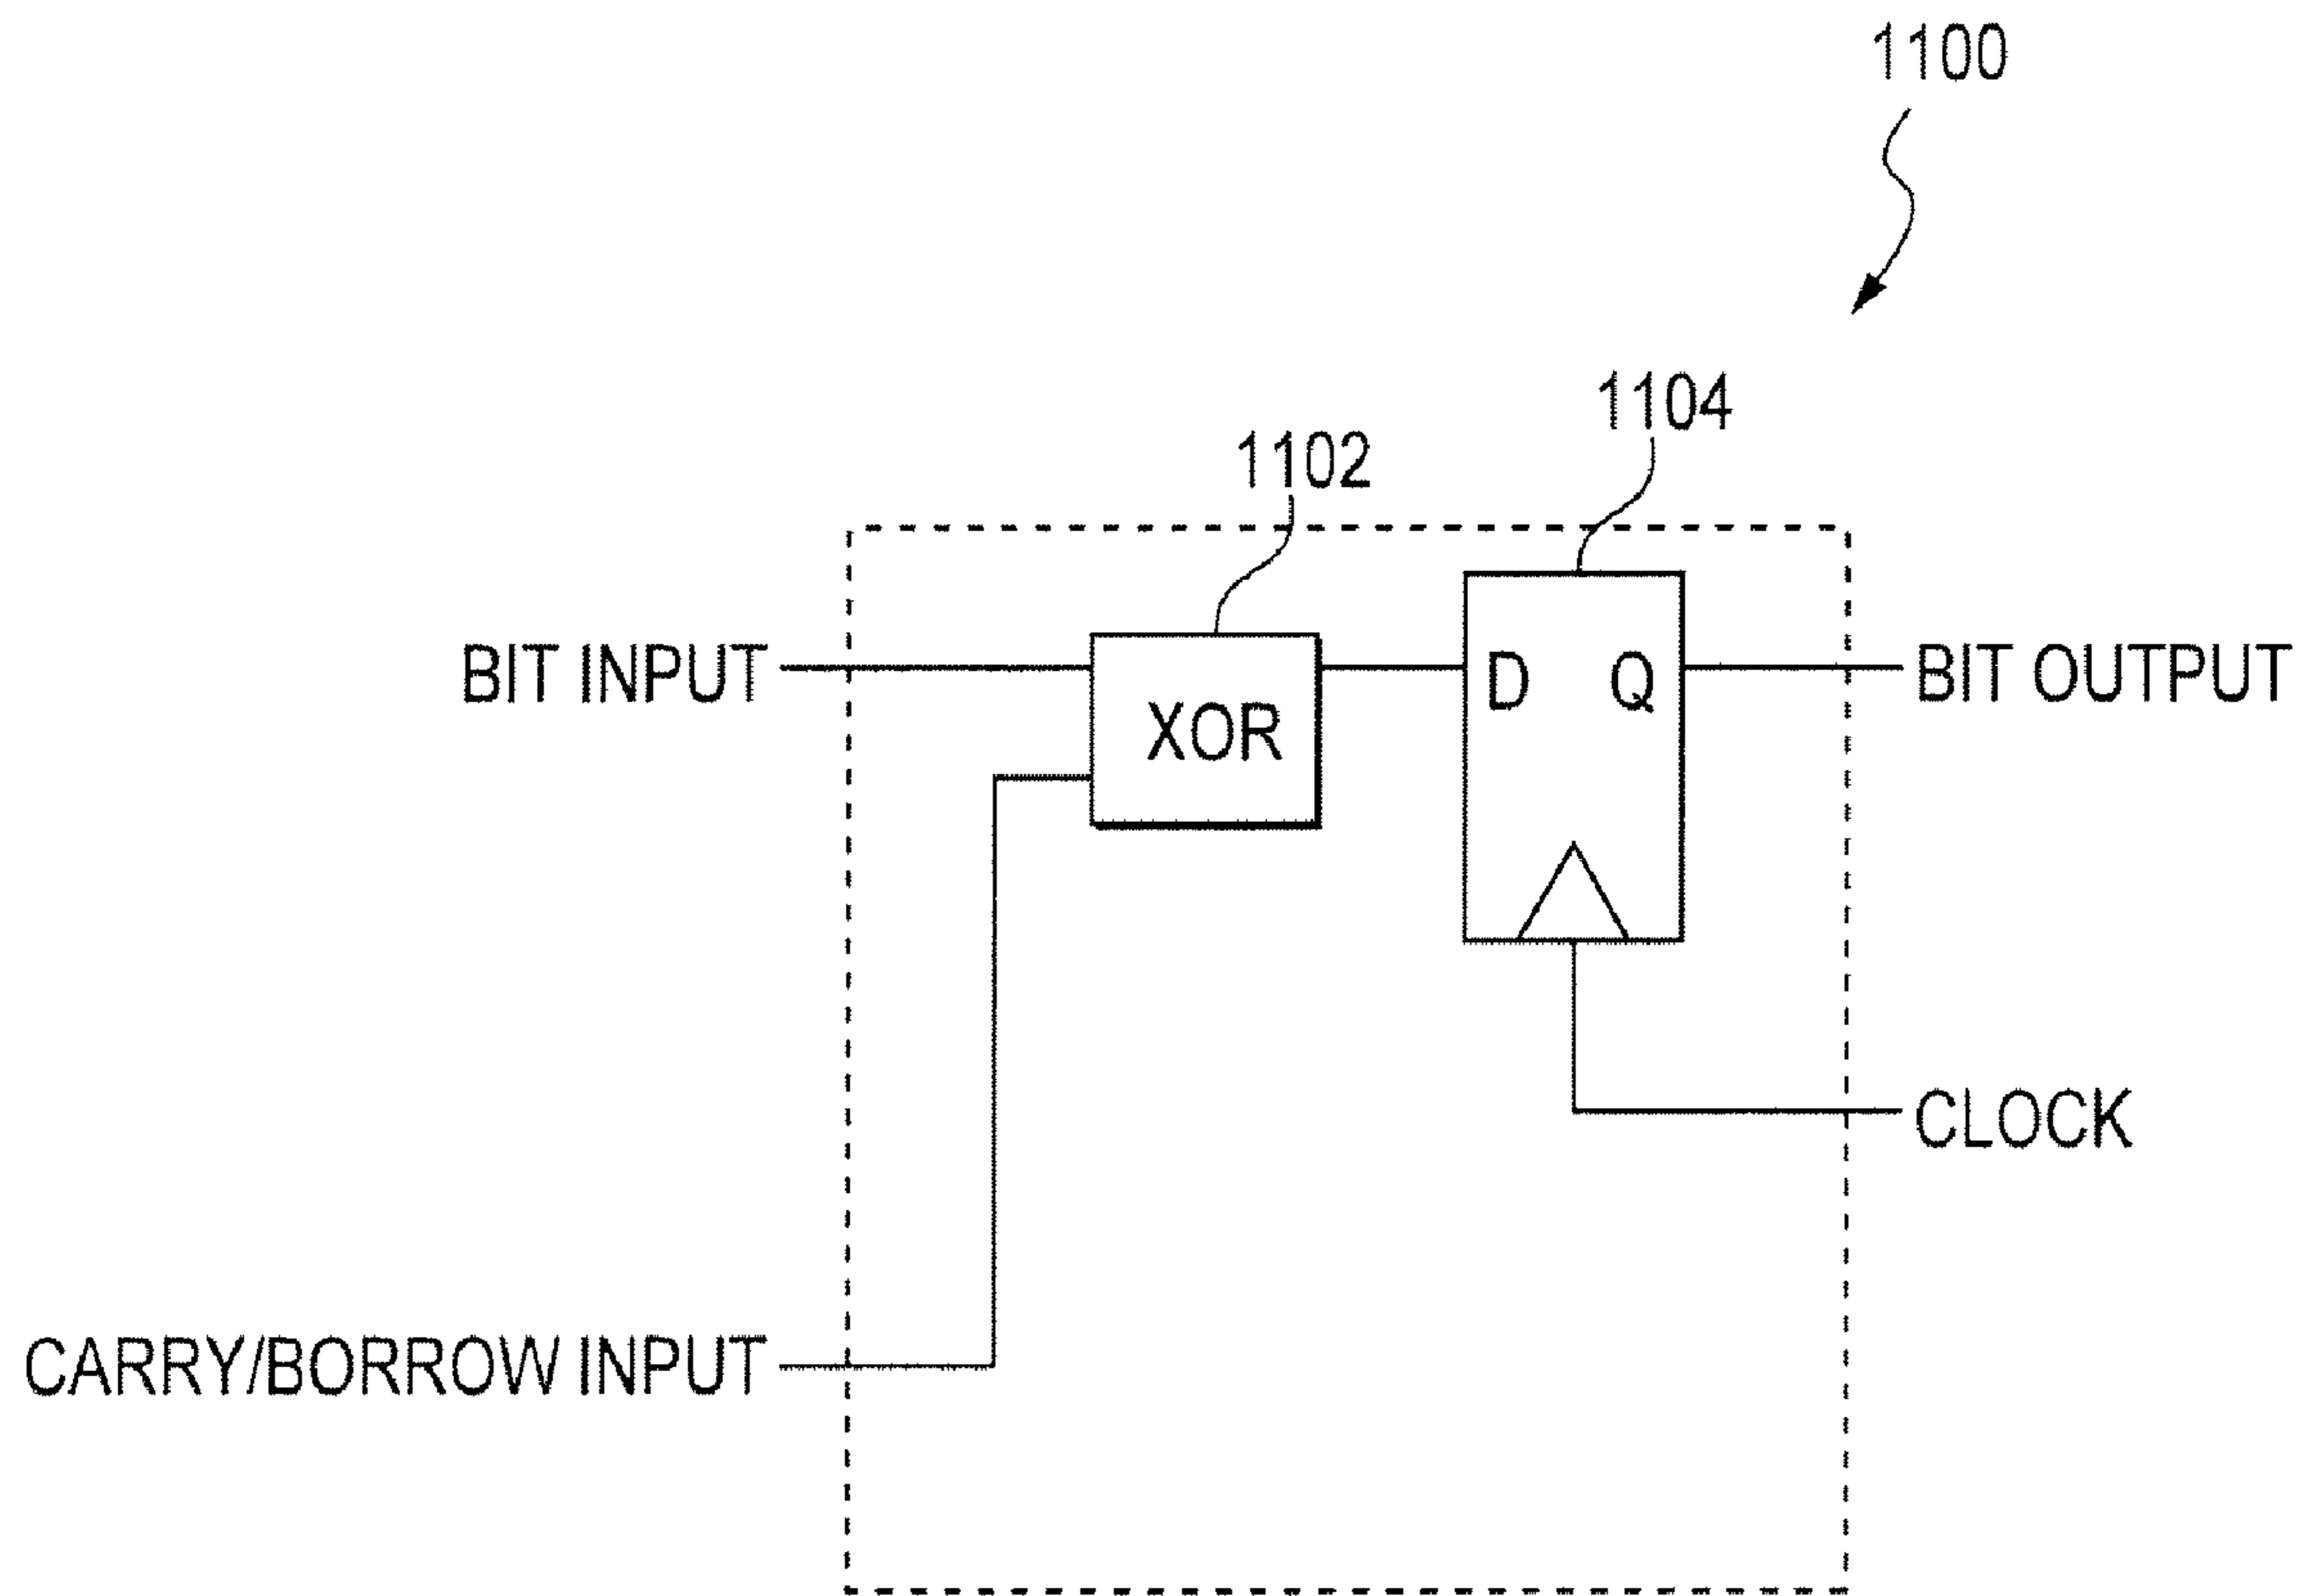 1100
1104
1102
BIT INPUT
XOR
D
Q
BIT OUTPUT
CLOCK
CARRY/BORROW INPUT